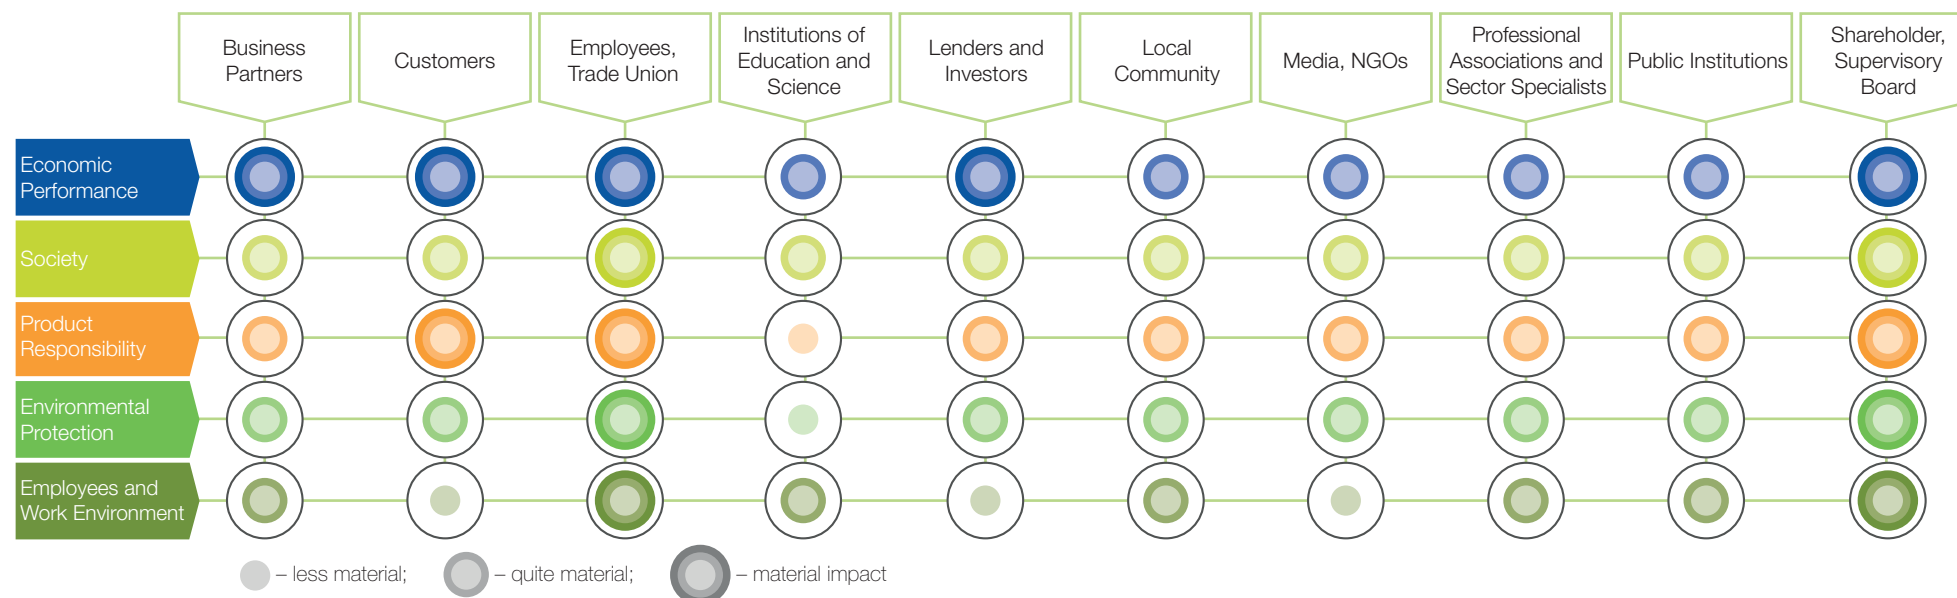 Business
Partners
Customers
Employees,
Trade Union
Institutions of
Education and
Science
Lenders and
Investors
Local
Community
Media, NGOs
Professional
Associations and
Sector Specialists
Public Institutions
Shareholder,
Supervisory
Board
Economic
Performance
Society
Product
Responsibility
Environmental
Protection
Employees and
Work Environment
– less material; – quite material; – material impact